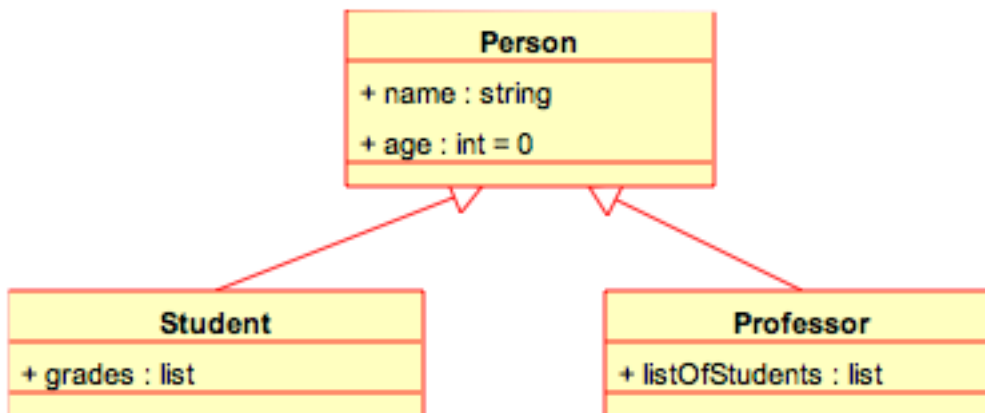 Person
+ name : string
+ age : int = 0
Student
+ grades : list
Professor
+ listOfStudents : list